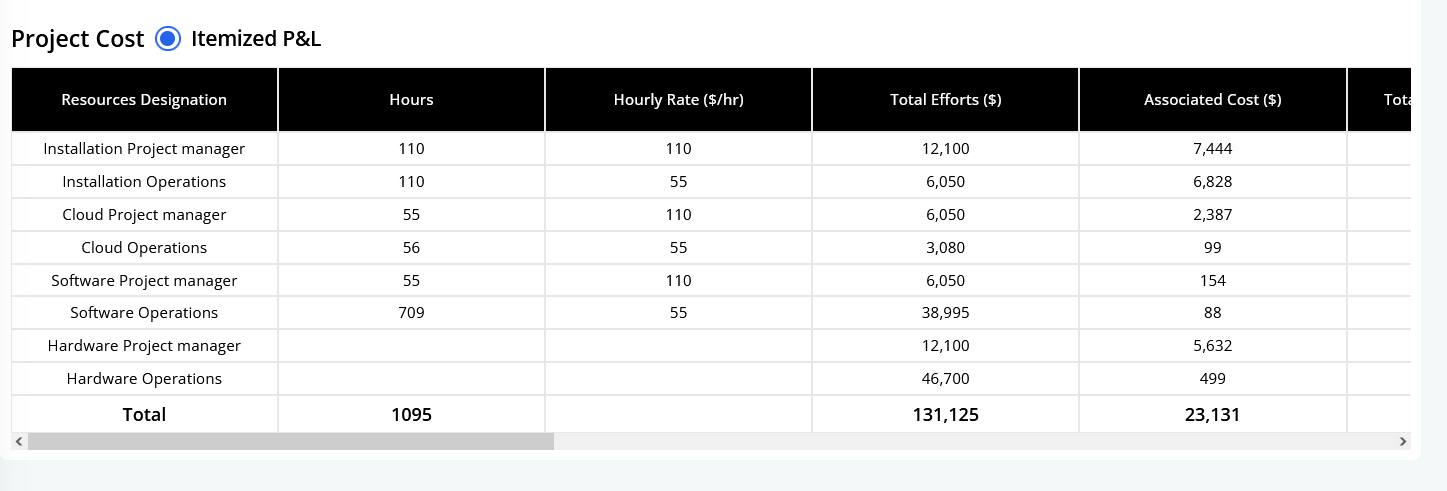 Project Cost Itemized P&L
Resources Designation Hours Hourly Rate ($/hr) Total Efforts ($) Associated Cost ($)
Installation Project manager 110 110 12,100 7,444
Installation Operations 110 55 6,050 6,828
Cloud Project manager 55 110 6,050 2,387
Cloud Operations 56 55 3,080 99
Software Project manager 55 110 6,050 154
Software Operations 709 55 38,995 88
Hardware Project manager 12,100 5,632
Hardware Operations 46,700 499
Total 1095 131,125 23,131